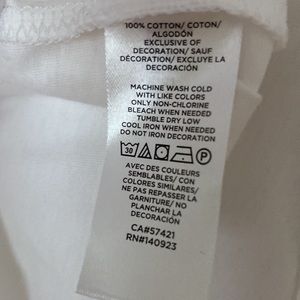 100% COTTON/ COTON/
ALGODÓN
EXCLUSIVE OF
DECORATION/ SAUF
DÉCORATION/ EXCLUYE LA
DECORACIÓN
MACHINE WASH COLD
WITH LIKE COLORS
ONLY NON-CHLORINE
BLEACH WHEN NEEDED
TUMBLE DRY LOW
COOL IRON WHEN NEEDED
DO NOT IRON DECORATION
30 P
AVEC DES COULEURS
SEMBLABLES/ CON
COLORES SIMILARES/
NE PAS REPASSER LA
GARNITURE/ NO
PLANCHAR LA
DECORACIÓN
CA#57421
RN#140923